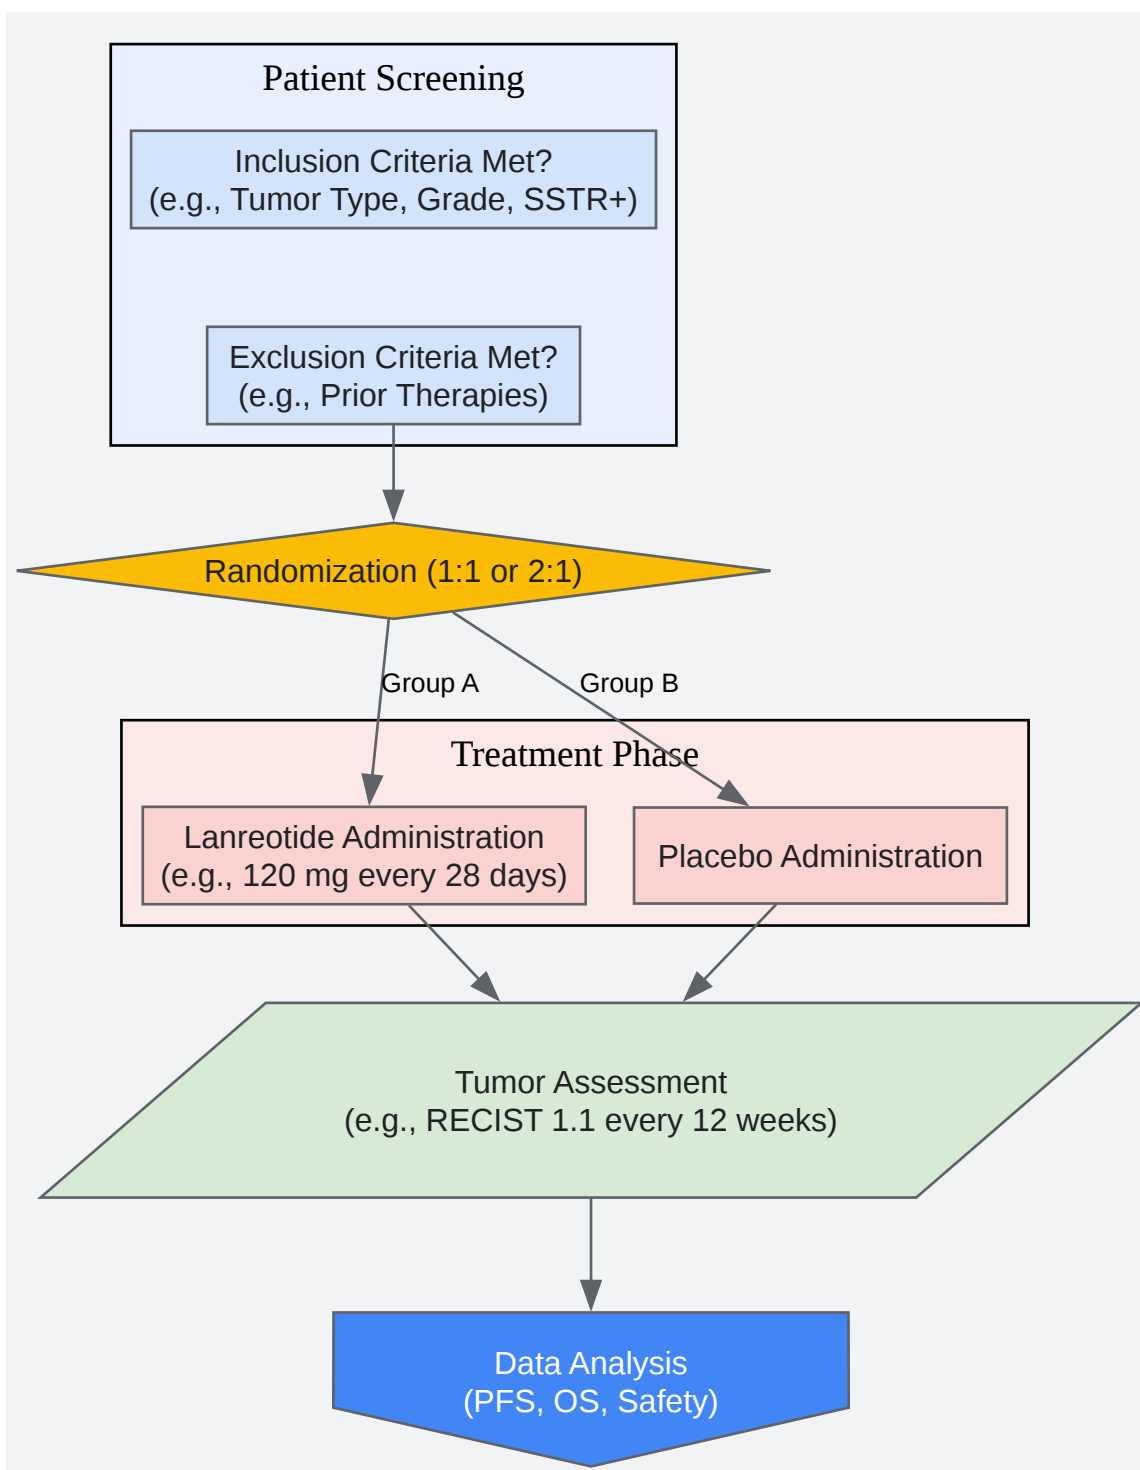 Patient Screening
Inclusion Criteria Met?
(e.g., Tumor Type, Grade, SSTR+)
Exclusion Criteria Met?
(e.g., Prior Therapies)
Randomization (1:1 or 2:1)
Group A
Group B
Treatment Phase
Lanreotide Administration
(e.g., 120 mg every 28 days)
Placebo Administration
Tumor Assessment
(e.g., RECIST 1.1 every 12 weeks)
Data Analysis
(PFS, OS, Safety)